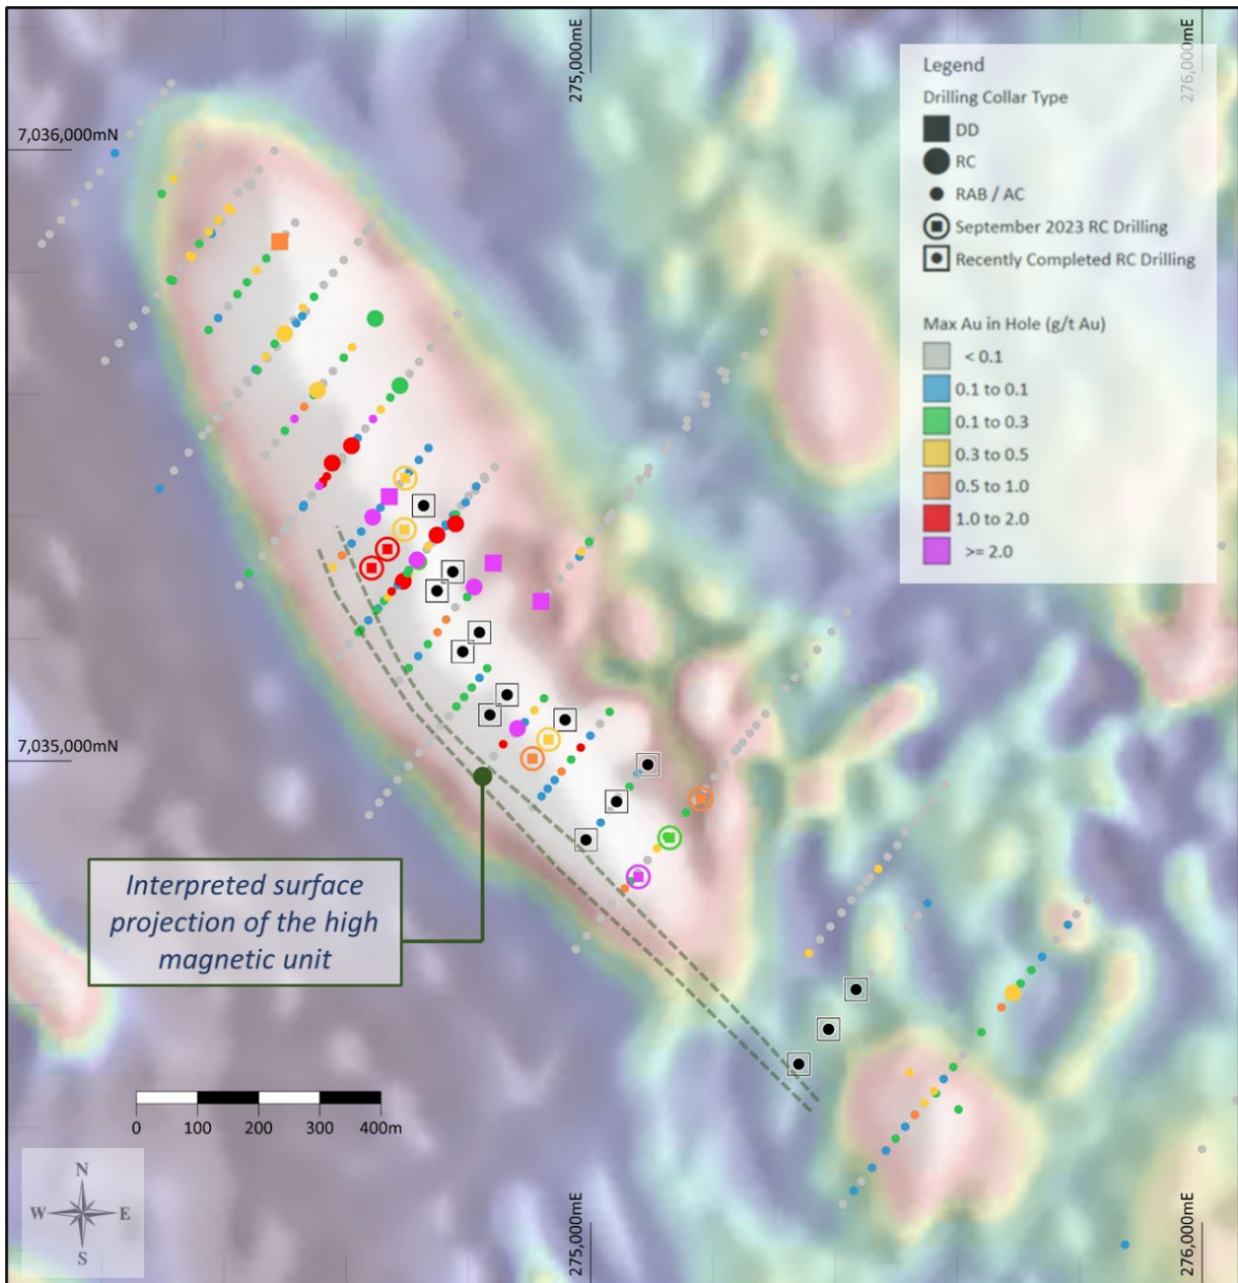 275,000mE
276,000mE
Legend
Drilling Collar Type
DD
RC
RAB / AC
September 2023 RC Drilling
Recently Completed RC Drilling
Max Au in Hole (g/t Au)
< 0.1
0.1 to 0.1
0.1 to 0.3
0.3 to 0.5
0.5 to 1.0
1.0 to 2.0
>= 2.0
7,036,000mN
7,035,000mN
Interpreted surface
projection of the high
magnetic unit
0 100 200 300 400m
N
W E
S
275,000mE
276,000mE